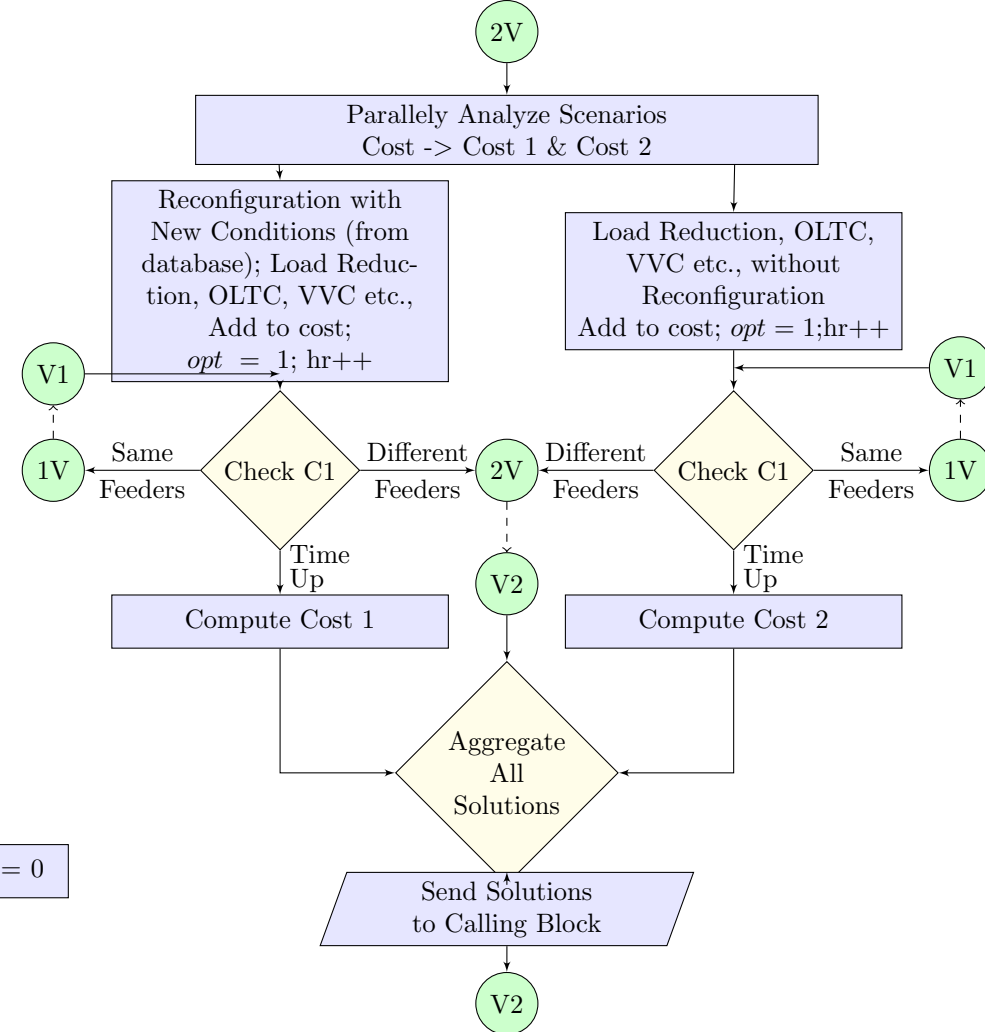 2V
Parallely Analyze Scenarios
Cost -> Cost 1 & Cost 2
Reconfiguration with
New Conditions (from
database); Load Reduc-
tion, OLTC, VVC etc.,
Add to cost;
opt = 1; hr++
Load Reduction, OLTC,
VVC etc., without
Reconfiguration
Add to cost; opt = 1;hr++
V1
V1
1V
Same
Feeders
Check C1
Different
Feeders
2V
Different
Feeders
Check C1
Same
Feeders
1V
Time
Up
V2
Time
Up
Compute Cost 1
Compute Cost 2
Aggregate
All
Solutions
= 0
Send Solutions
to Calling Block
V2